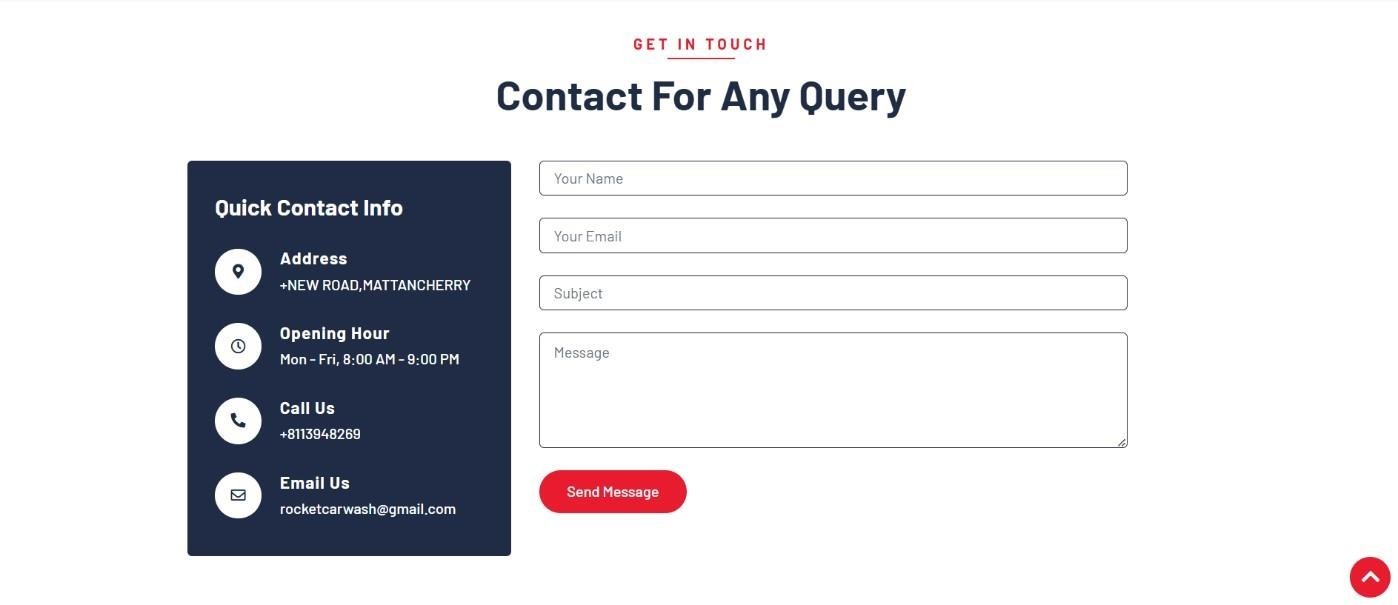 GET IN TOUCH
Contact For Any Query
Quick Contact Info
Address
+NEW ROAD,MATTANCHERRY
Opening Hour
Mon - Fri, 8:00 AM - 9:00 PM
Call Us
+8113948269
Email Us
rocketcarwash@gmail.com
Your Name
Your Email
Subject
Message
Send Message